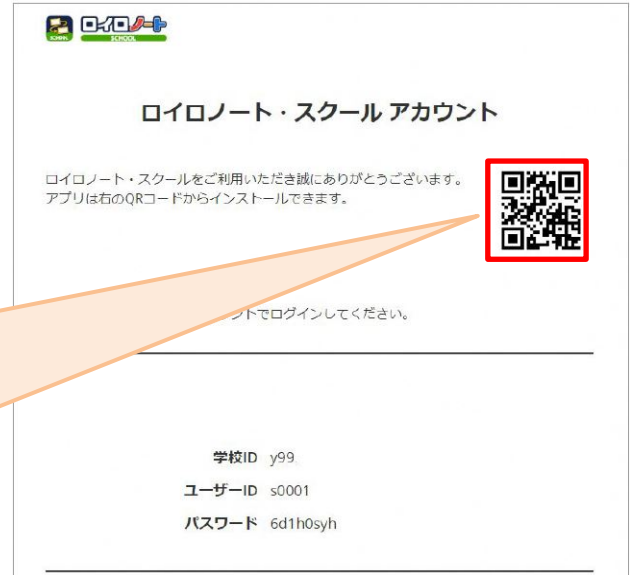 SCHOOL
ロイロノート
SCHOOL
ロイロノート・スクール アカウント
ロイロノート・スクールをご利用いただき誠にありがとうございます。
アプリは右のQRコードからインストールできます。
ントでログインしてください。
学校ID y99
ユーザーID s0001
パスワード 6d1h0syh